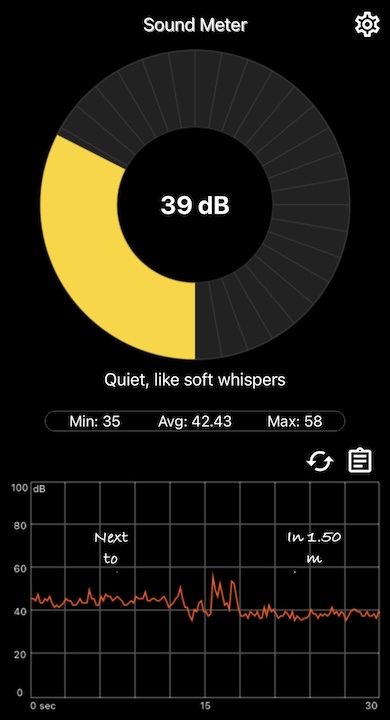 Sound Meter
39 dB
Quiet, like soft whispers
Min: 35 Avg: 42.43 Max: 58
100 dB
80
Next to
In 1.50 m
60
40
20
0
0 sec 15 30